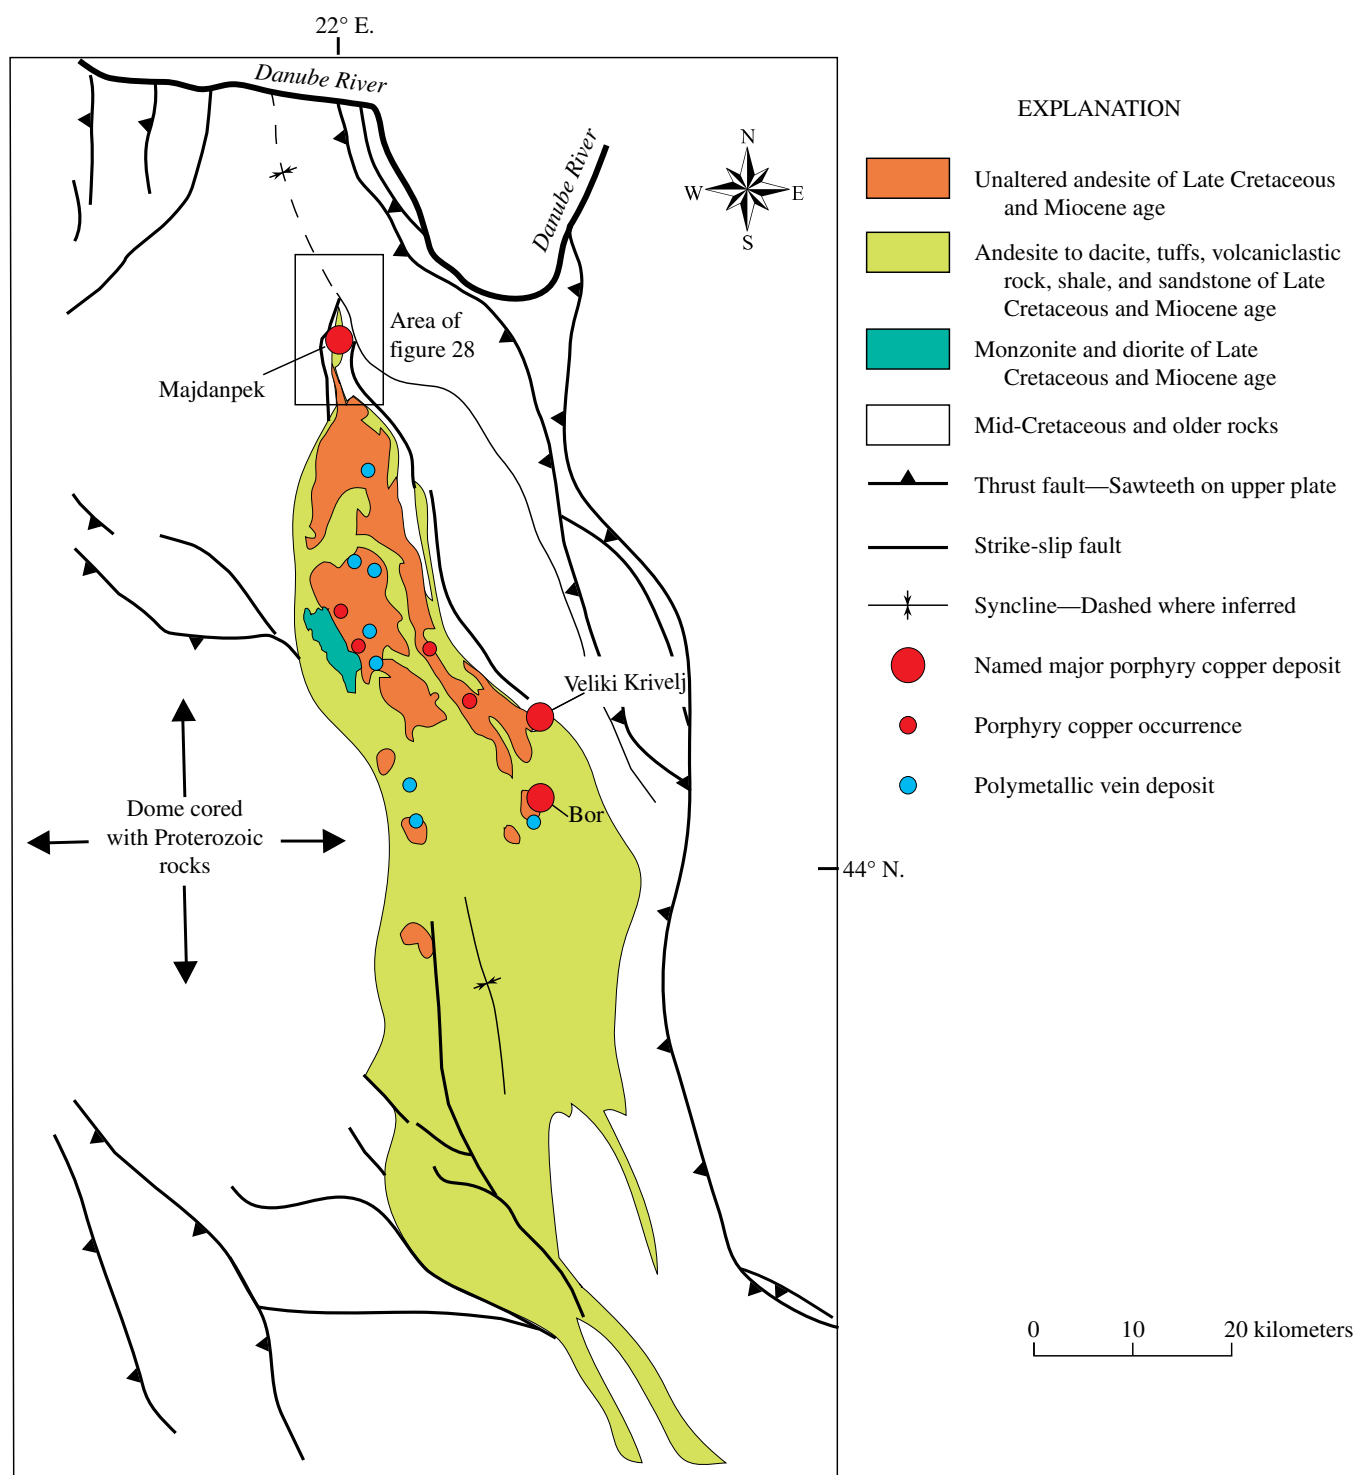 22° E.
Danube River
Danube River
N
W
E
S
Area of
figure 28
Majdanpek
Veliki Krivelj
Bor
Dome cored
with Proterozoic
rocks
44° N.
EXPLANATION
Unaltered andesite of Late Cretaceous
and Miocene age
Andesite to dacite, tuffs, volcaniclastic
rock, shale, and sandstone of Late
Cretaceous and Miocene age
Monzonite and diorite of Late
Cretaceous and Miocene age
Mid-Cretaceous and older rocks
Thrust fault—Sawteeth on upper plate
Strike-slip fault
Syncline—Dashed where inferred
Named major porphyry copper deposit
Porphyry copper occurrence
Polymetallic vein deposit
0 10 20 kilometers